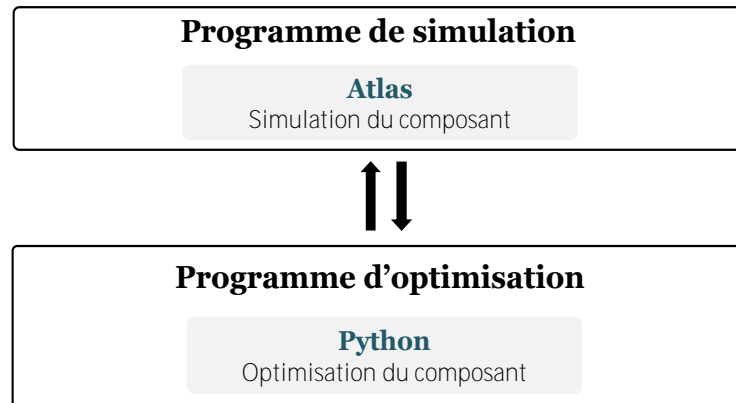 Programme de simulation
Atlas
Simulation du composant
Programme d’optimisation
Python
Optimisation du composant